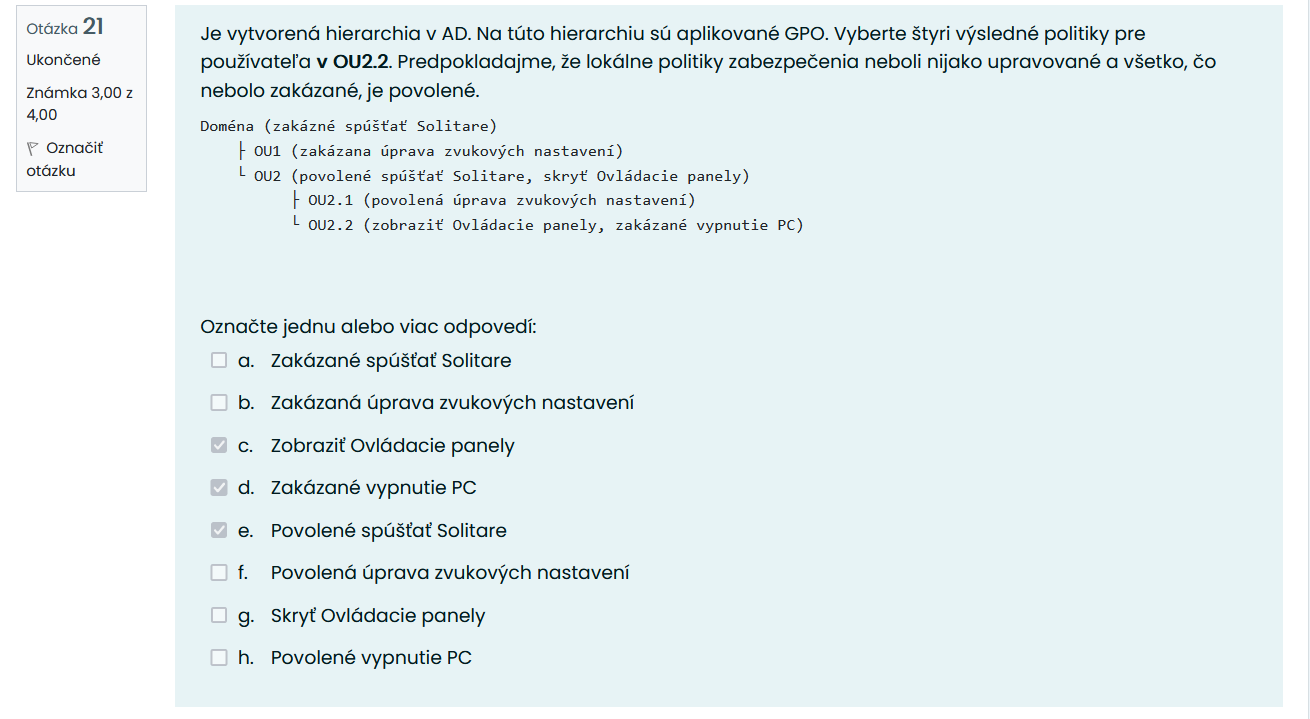 Otázka 21
Ukončené
Známka 3,00 z
4,00
Označiť
otázku
Je vytvorená hierarchia v AD. Na túto hierarchiu sú aplikované GPO. Vyberte štyri výsledné politiky pre
používateľa v OU2.2. Predpokladajme, že lokálne politiky zabezpečenia neboli nijako upravované a všetko, čo
nebolo zakázané, je povolené.
Doména (zakázné spúšťať Solitare)
├ OU1 (zakázana úprava zvukových nastavení)
└ OU2 (povolené spúšťať Solitare, skryť Ovládacie panely)
├ OU2.1 (povolená úprava zvukových nastavení)
└ OU2.2 (zobraziť Ovládacie panely, zakázané vypnutie PC)
Označte jednu alebo viac odpovedí:
a. Zakázané spúšťať Solitare
b. Zakázaná úprava zvukových nastavení
c. Zobraziť Ovládacie panely
d. Zakázané vypnutie PC
e. Povolené spúšťať Solitare
f. Povolená úprava zvukových nastavení
g. Skryť Ovládacie panely
h. Povolené vypnutie PC